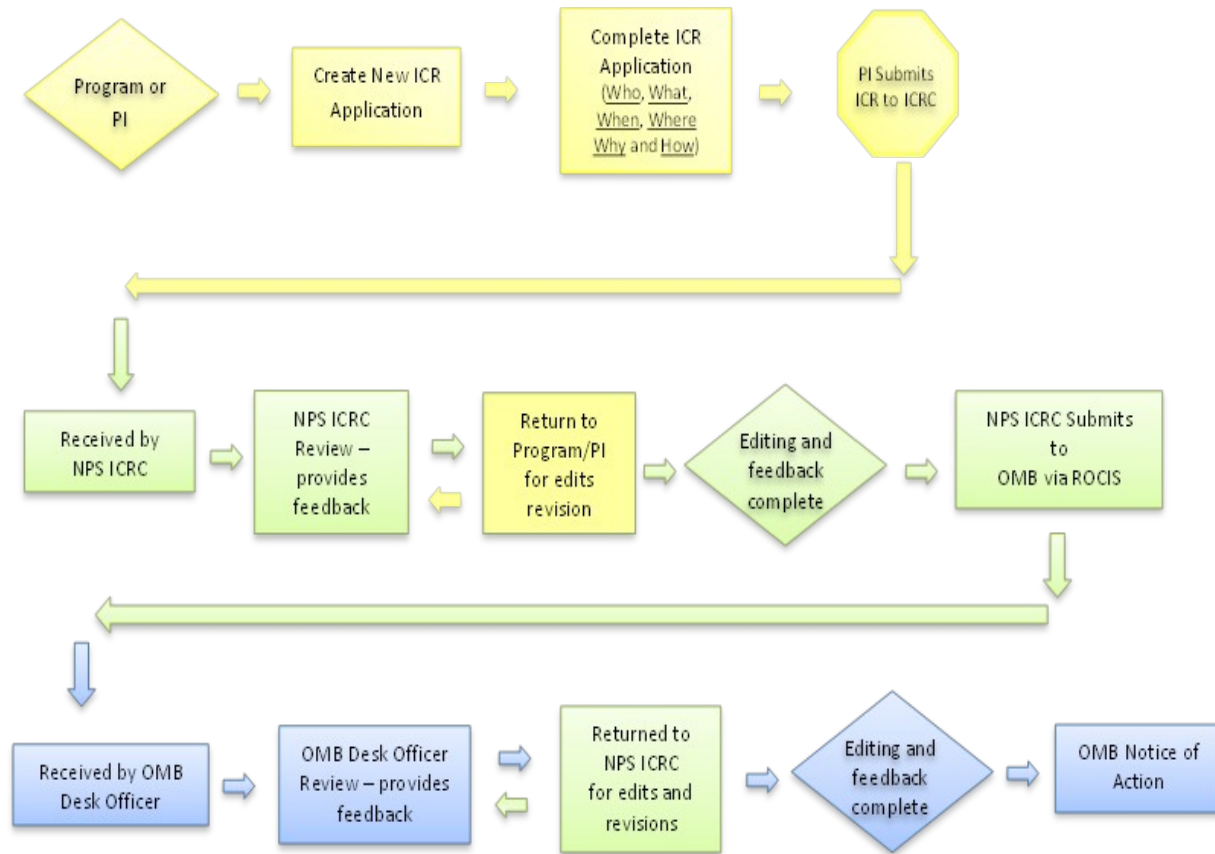 Program or
PI
Create New ICR
Application
Complete ICR
Application
(Who, What,
When, Where
Why and How)
PI Submits
ICR to ICRC
Received by
NPS ICRC
NPS ICRC
Review –
provides
feedback
Return to
Program/PI
for edits
revision
Editing and
feedback
complete
NPS ICRC Submits
to
OMB via ROCIS
Received by OMB
Desk Officer
OMB Desk Officer
Review – provides
feedback
Returned to
NPS ICRC
for edits and
revisions
Editing and
feedback
complete
OMB Notice of
Action